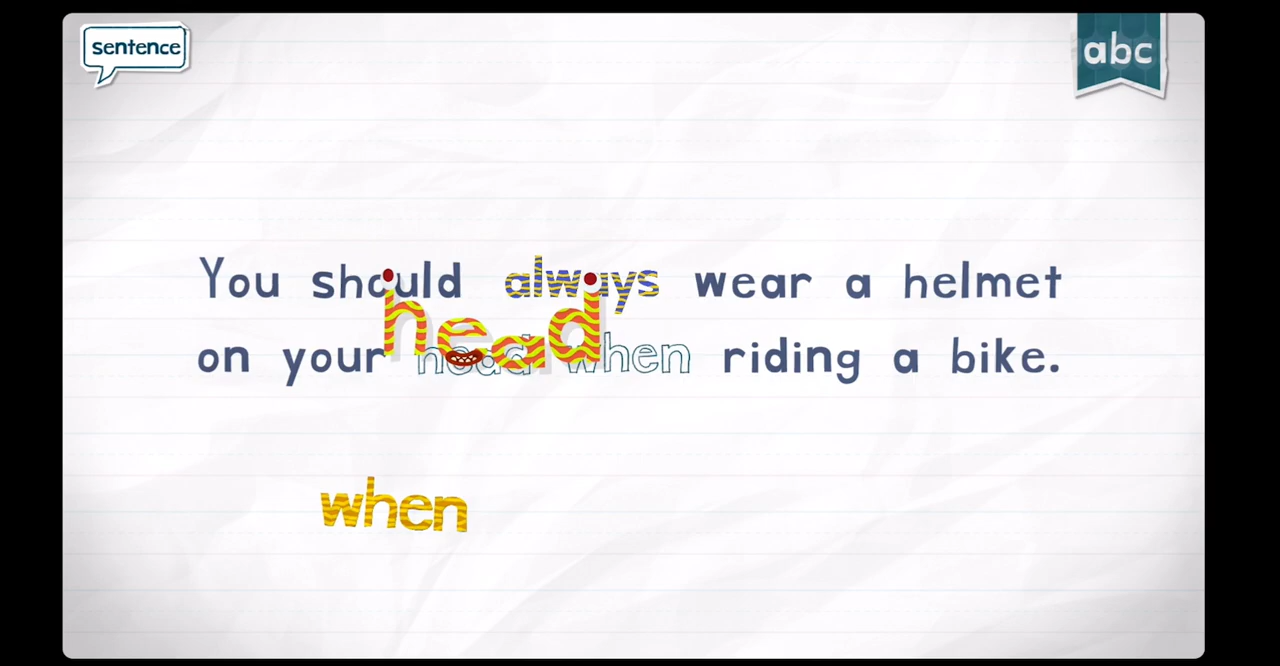 sentence
abc
You should always wear a helmet
head
on your head when riding a bike.
when